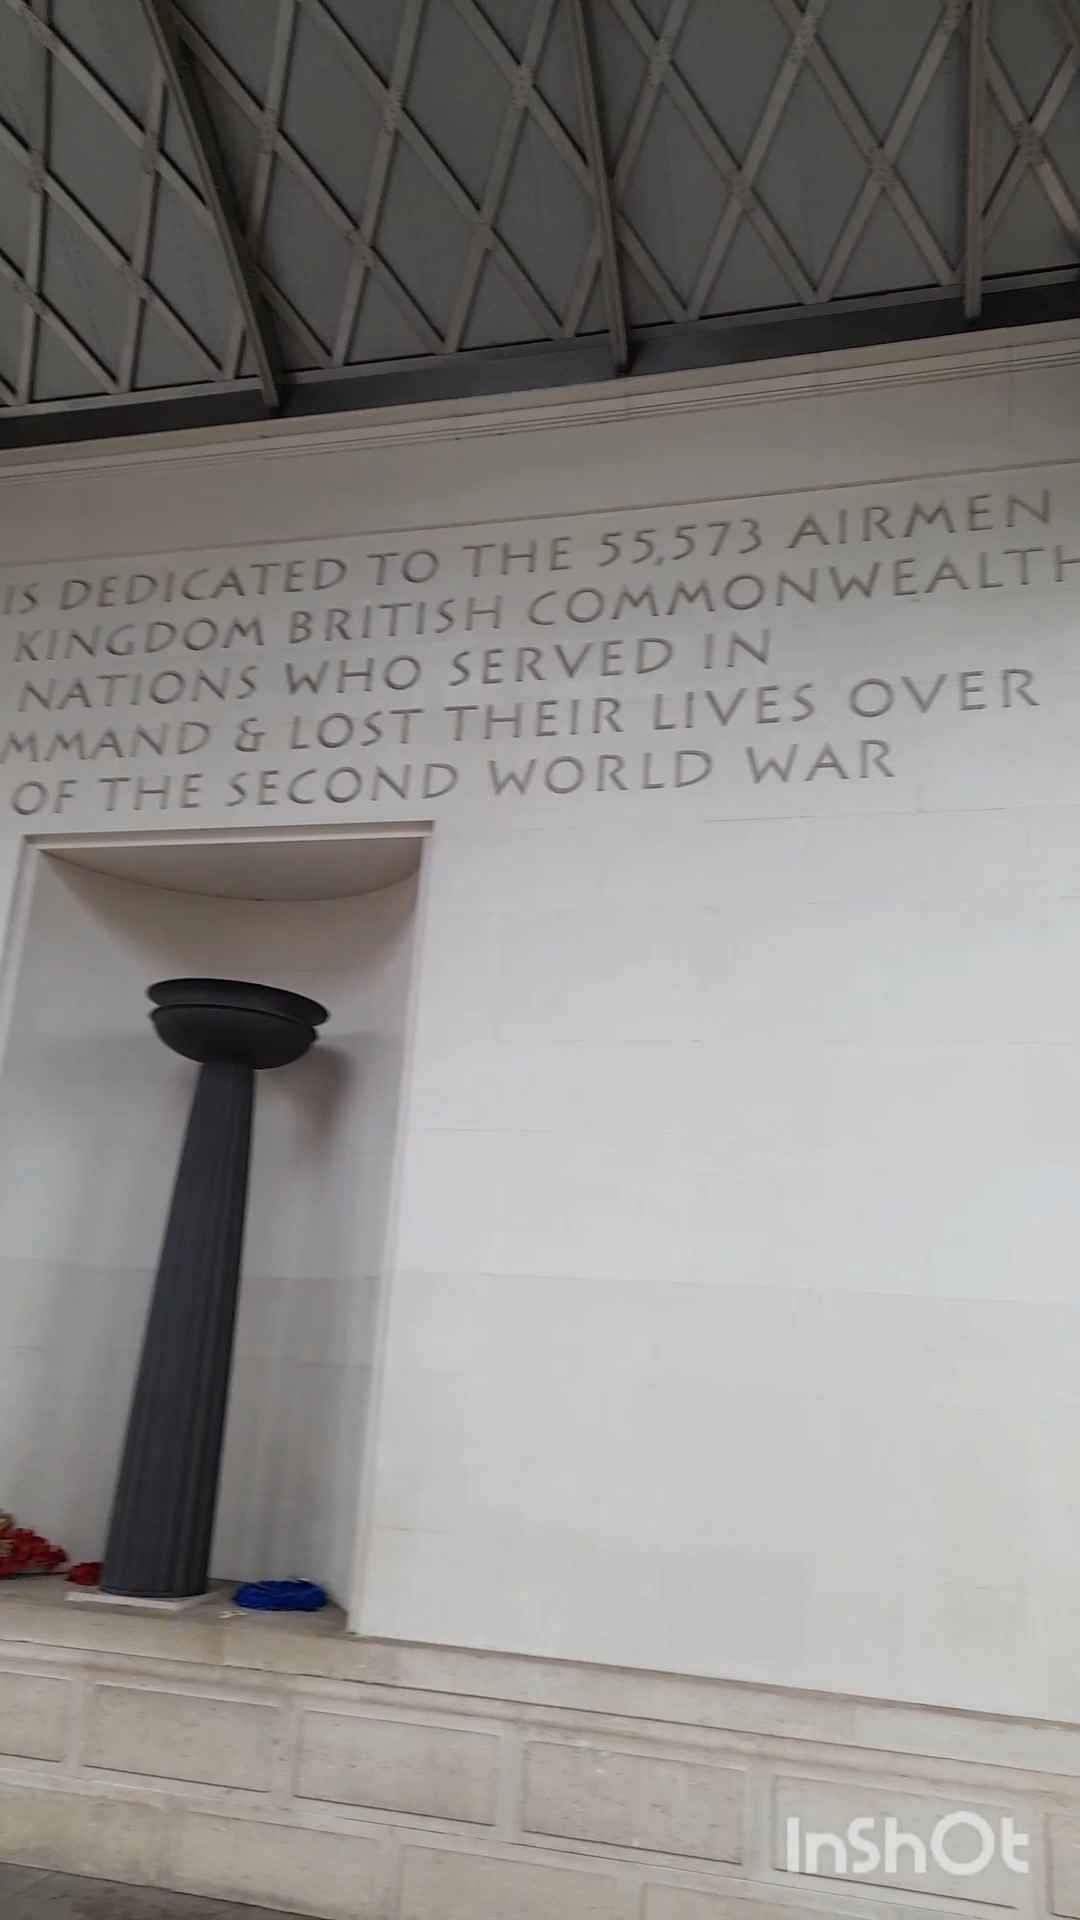 IS DEDICATED TO THE 55,573 AIRMEN
KINGDOM BRITISH COMMONWEALTH
NATIONS WHO SERVED IN
MMAND & LOST THEIR LIVES OVER
OF THE SECOND WORLD WAR
InShOt